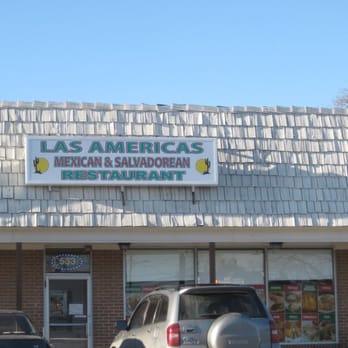 LAS AMERICAS
MEXICAN & SALVADOREAN
RESTAURANT
533